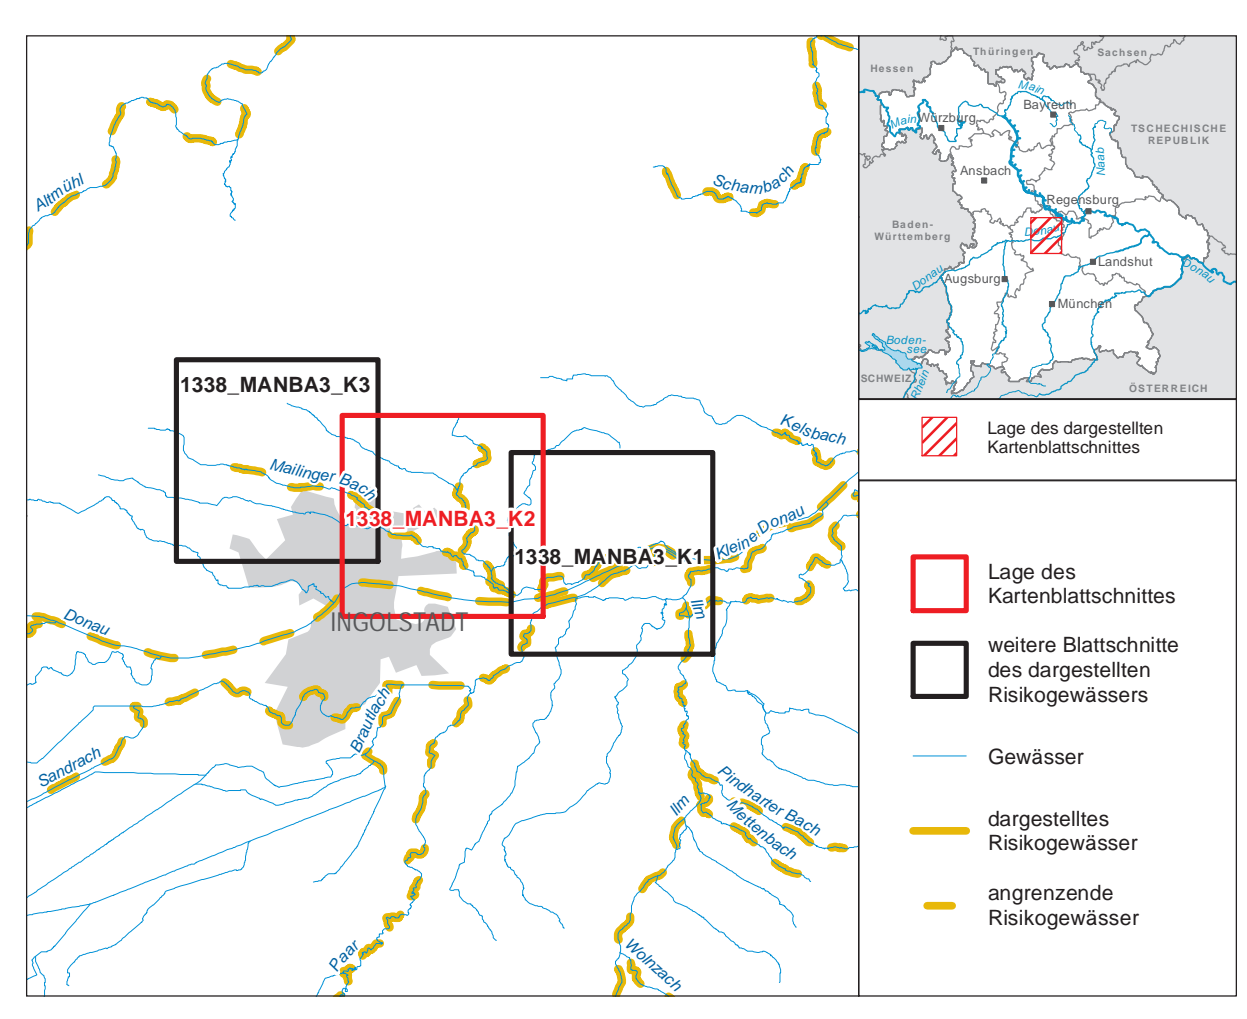 Altmühl
Schambach
1338_MANBA3_K3
Kelsbach
Mailinger Bach
1338_MANBA3_K2
Kleine Donau
1338_MANBA3_K1
Ilm
Donau
INGOLSTADT
Brautlach
Sandrach
Pindharter Bach
Ilm
Mettenbach
Paar
Wolnzach
Thüringen
Sachsen
Hessen
Main
Bayreuth
Main
Würzburg
TSCHECHISCHE
REPUBLIK
Naab
Ansbach
Regensburg
Baden-
Württemberg
Donau
Landshut
Donau
Donau
Augsburg
München
Boden-
see
SCHWEIZ
Rhein
ÖSTERREICH
Lage des dargestellten
Kartenblattschnittes
Lage des
Kartenblattschnittes
weitere Blattschnitte
des dargestellten
Risikogewässers
Gewässer
dargestelltes
Risikogewässer
angrenzende
Risikogewässer